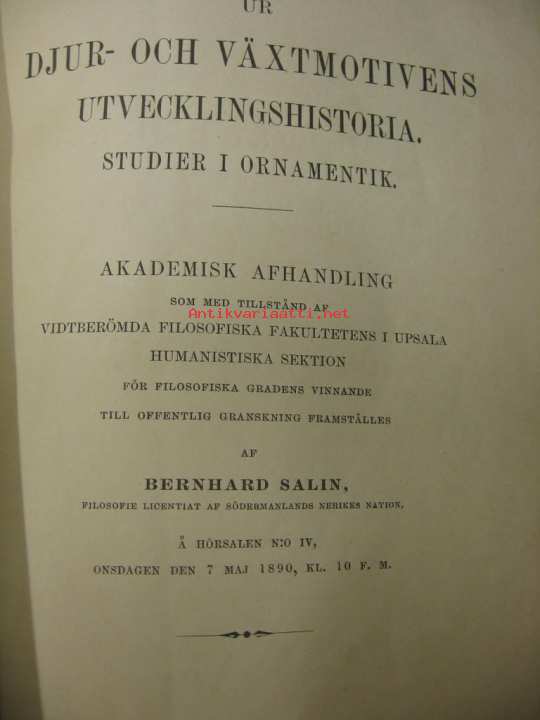 UR
DJUR- OCH VÄXTMOTIVENS
UTVECKLINGSHISTORIA.
STUDIER I ORNAMENTIK.
AKADEMISK AFHANDLING
SOM MED TILLSTÅND AF
Antikvariaatti.net
VIDTBERÖMDA FILOSOFISKA FAKULTETENS I UPSALA
HUMANISTISKA SEKTION
FÖR FILOSOFISKA GRADENS VINNANDE
TILL OFFENTLIG GRANSKNING FRAMSTÄLLES
AF
BERNHARD SALIN,
FILOSOFIE LICENTIAT AF SÖDERMANLANDS NERIKES NATION,
Å HÖRSALEN N:O IV,
ONSDAGEN DEN 7 MAJ 1890, KL. 10 F. M.